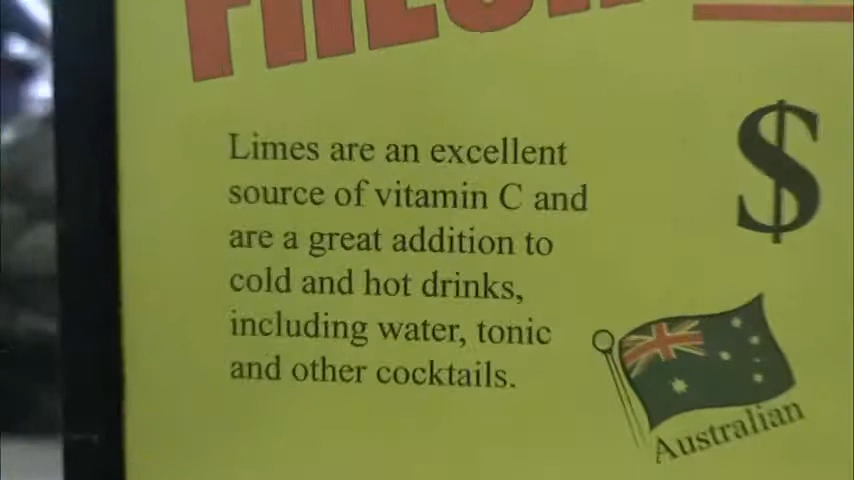 FRESH
Limes are an excellent
source of vitamin C and
are a great addition to
cold and hot drinks,
including water, tonic
and other cocktails.
$
Australian